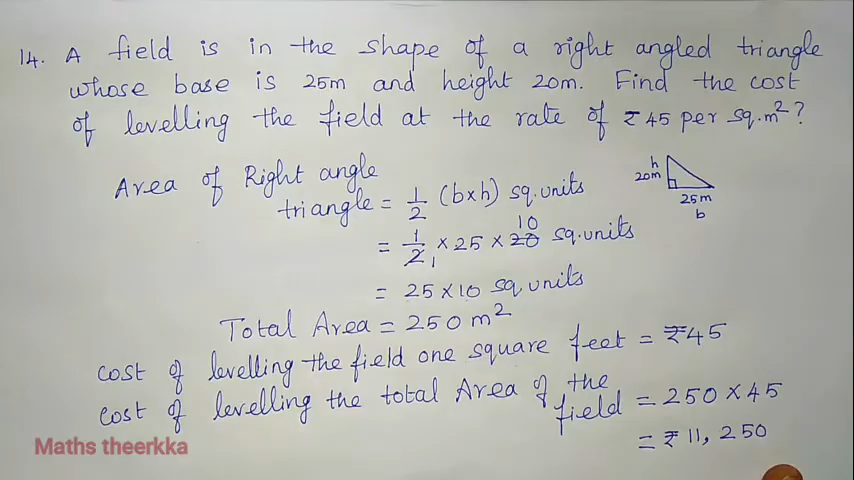 14. A field is in the shape of a right angled triangle
whose base is 25m and height 20m. Find the cost
of levelling the field at the rate of ₹45 per sq.m²?
Area of Right angle
triangle = 1/2 (b×h) sq.units
h
20m
25m
b
10
= 1/2 × 25 × 20 sq.units
1
= 25×10 sq units
Total Area = 250 m²
cost of levelling the field one square feet = ₹45
cost of levelling the total Area of the
field = 250 × 45
= ₹ 11,250
Maths theerkka